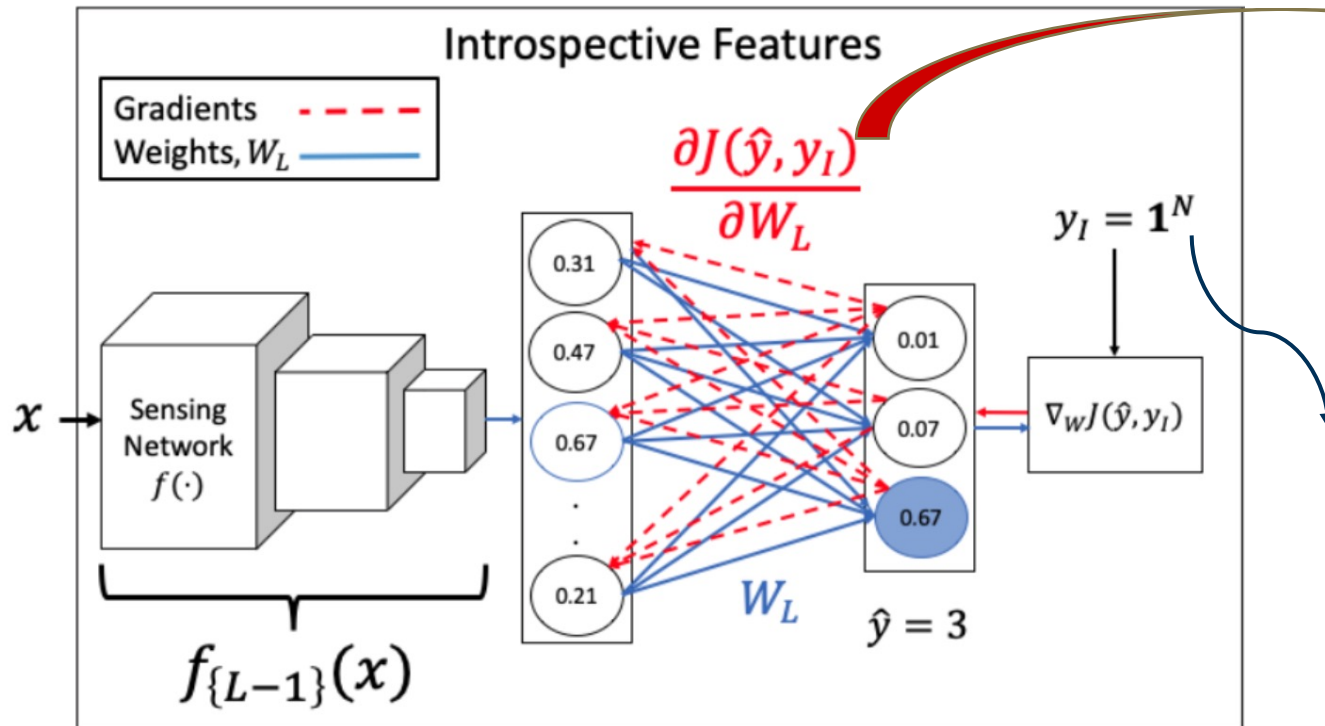 Introspective Features
Gradients
Weights, W_L
∂J(ŷ, y_I)
∂W_L
y_I = 𝟏^N
0.31
0.47
0.67
.
.
0.21
0.01
0.07
0.67
∇_W J(ŷ, y_I)
x
Sensing
Network
f(·)
W_L
ŷ = 3
f_{L−1}(x)